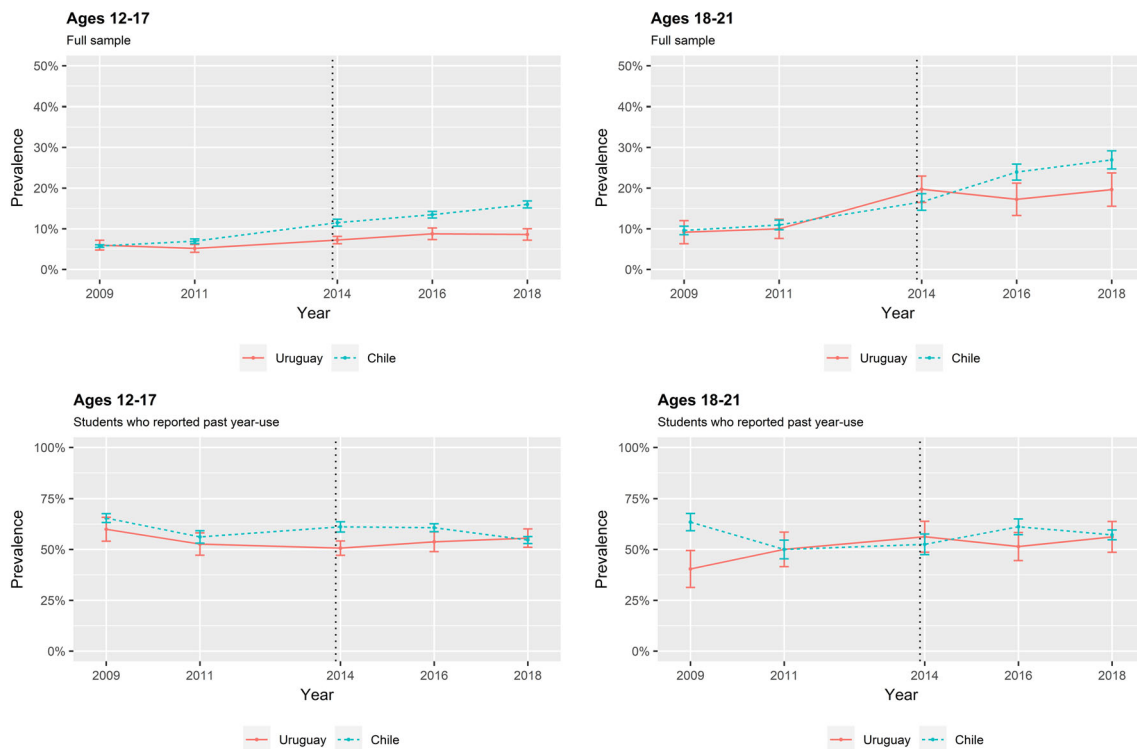 Ages 12-17
Full sample
50%
40%
30%
20%
10%
0%
Prevalence
2009 2011 2014 2016 2018
Year
Uruguay Chile
Ages 18-21
Full sample
50%
40%
30%
20%
10%
0%
Prevalence
2009 2011 2014 2016 2018
Year
Uruguay Chile
Ages 12-17
Students who reported past year-use
100%
75%
50%
25%
0%
Prevalence
2009 2011 2014 2016 2018
Year
Uruguay Chile
Ages 18-21
Students who reported past year-use
100%
75%
50%
25%
0%
Prevalence
2009 2011 2014 2016 2018
Year
Uruguay Chile